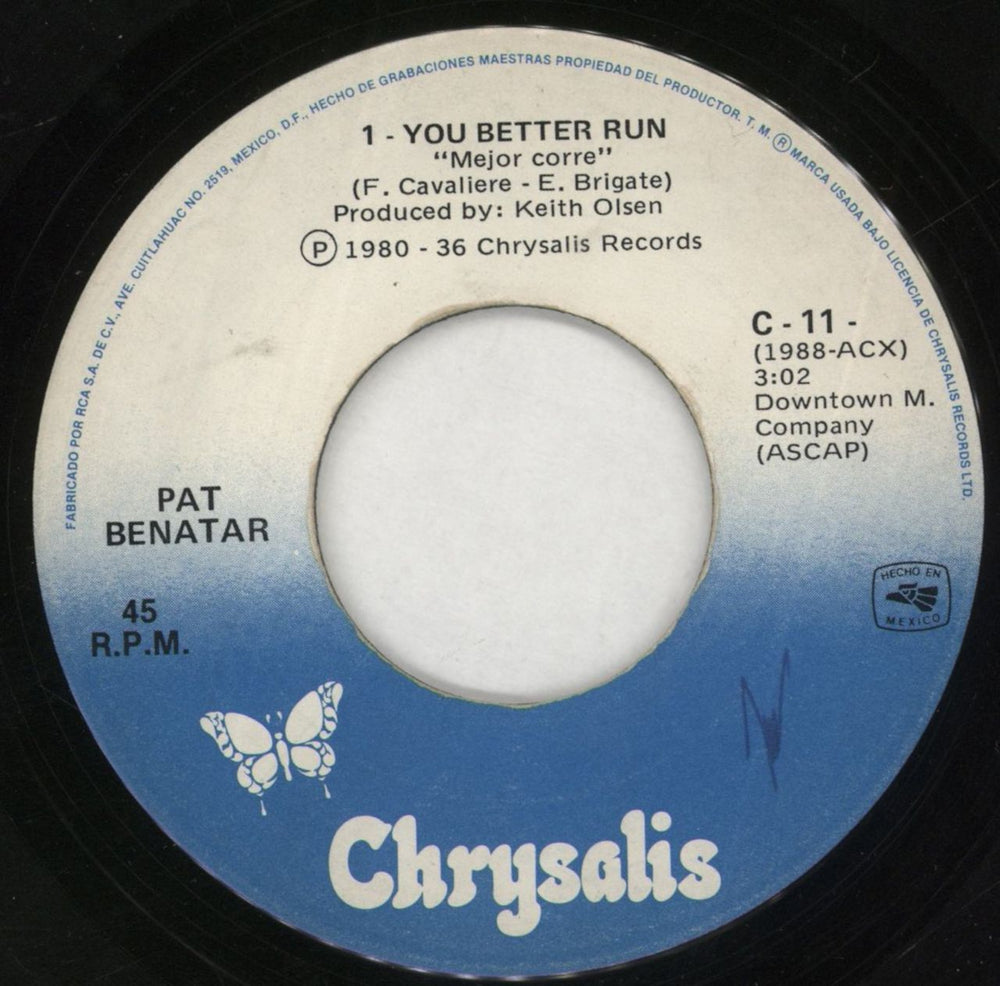 FABRICADO POR RCA S.A. DE C.V., AVE. CUITLAHUAC NO. 2519, MEXICO, D.F., HECHO DE GRABACIONES MAESTRAS PROPIEDAD DEL PRODUCTOR. T. M. ® MARCA USADA BAJO LICENCIA DE CHRYSALIS RECORDS LTD.
1 - YOU BETTER RUN
“Mejor corre”
(F. Cavaliere - E. Brigate)
Produced by: Keith Olsen
Ⓟ 1980 - 36 Chrysalis Records
C - 11 -
(1988-ACX)
3:02
Downtown M.
Company
(ASCAP)
PAT
BENATAR
45
R.P.M.
HECHO EN
MEXICO
Chrysalis